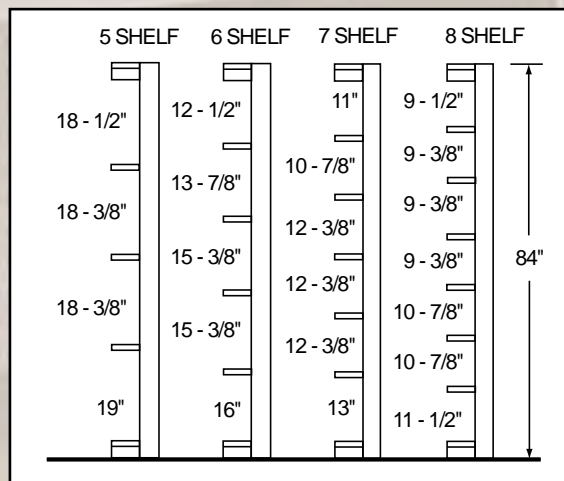 5 SHELF 6 SHELF 7 SHELF 8 SHELF
18 - 1/2"
18 - 3/8"
18 - 3/8"
19"
12 - 1/2"
13 - 7/8"
15 - 3/8"
15 - 3/8"
16"
11"
10 - 7/8"
12 - 3/8"
12 - 3/8"
12 - 3/8"
13"
9 - 1/2"
9 - 3/8"
9 - 3/8"
9 - 3/8"
10 - 7/8"
10 - 7/8"
11 - 1/2"
84"